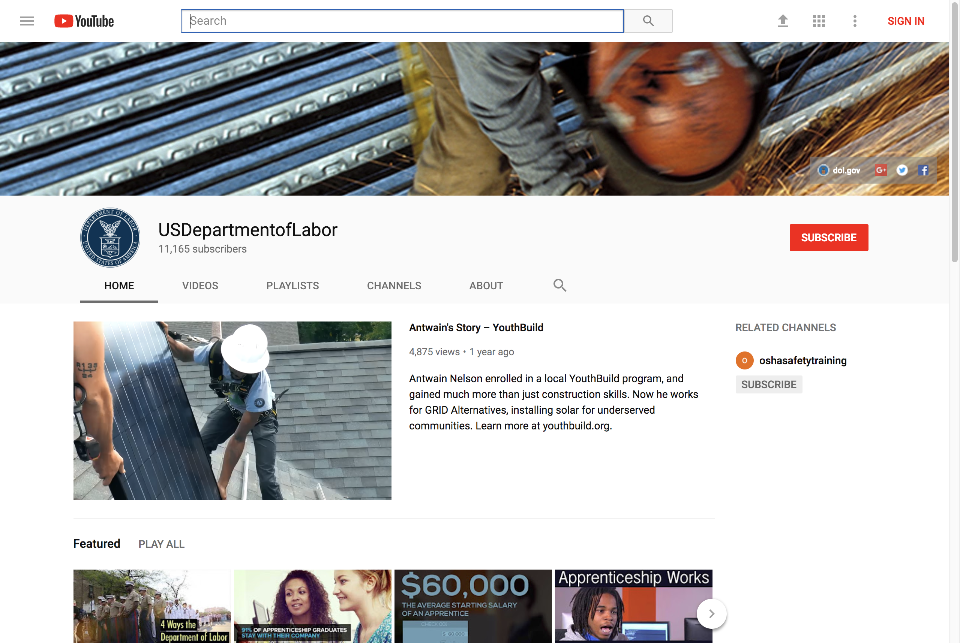 YouTube
Search
SIGN IN
dol.gov
USDepartmentofLabor
11,165 subscribers
SUBSCRIBE
HOME
VIDEOS
PLAYLISTS
CHANNELS
ABOUT
Antwain's Story – YouthBuild
4,875 views • 1 year ago
Antwain Nelson enrolled in a local YouthBuild program, and
gained much more than just construction skills. Now he works
for GRID Alternatives, installing solar for underserved
communities. Learn more at youthbuild.org.
RELATED CHANNELS
O
oshasafetytraining
SUBSCRIBE
Featured
PLAY ALL
4 Ways the
Department of Labor
91% OF APPRENTICESHIP GRADUATES
STAY WITH THEIR COMPANY
$60,000
THE AVERAGE STARTING SALARY
OF AN APPRENTICE
Apprenticeship Works